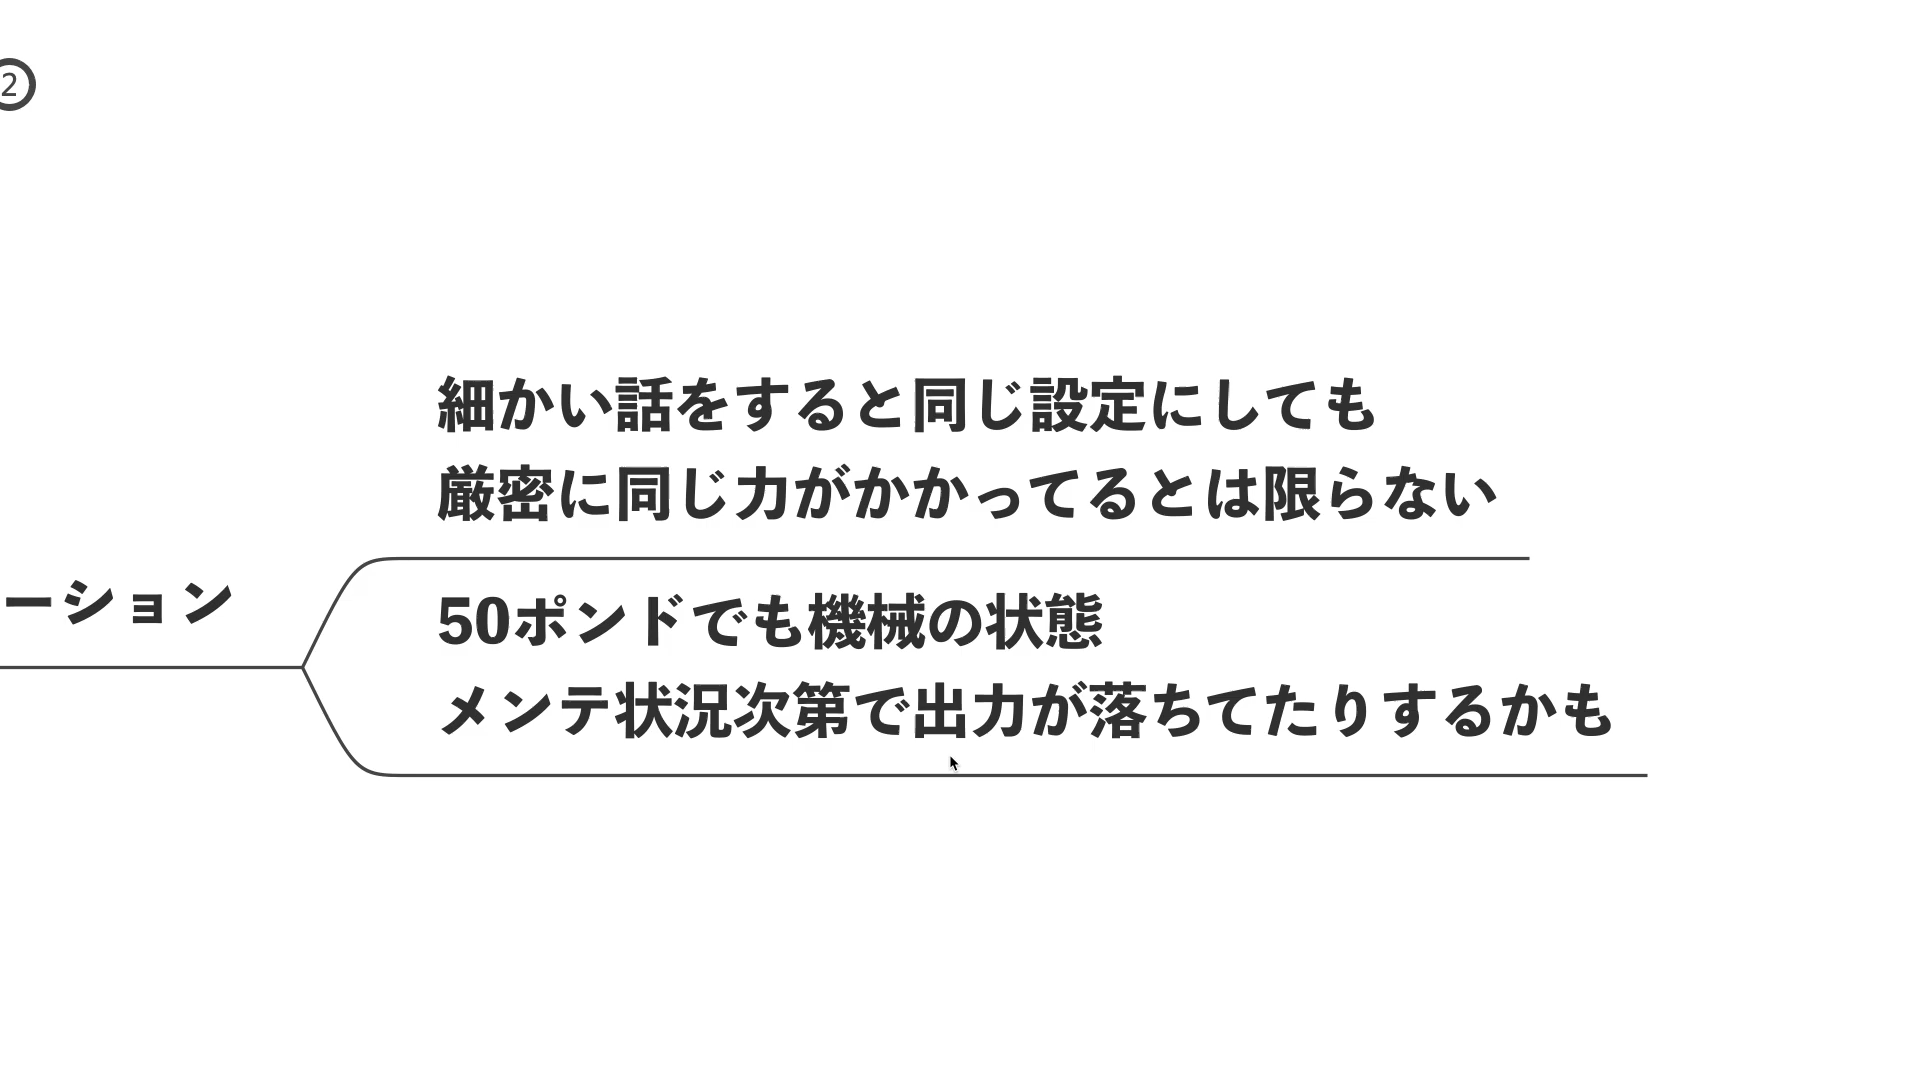 2
細かい話をすると同じ設定にしても
厳密に同じ力がかかってるとは限らない
ーション
50ポンドでも機械の状態
メンテ状況次第で出力が落ちてたりするかも